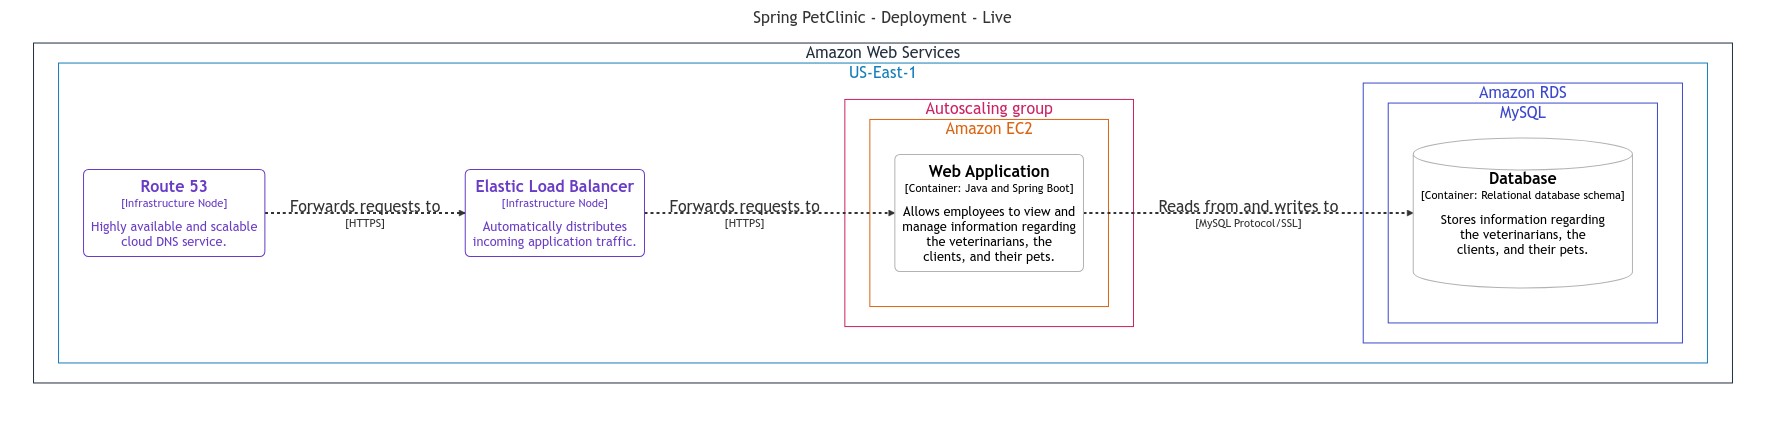 Spring PetClinic - Deployment - Live
Amazon Web Services
US-East-1
Route 53
[Infrastructure Node]
Highly available and scalable
cloud DNS service.
Forwards requests to
[HTTPS]
Elastic Load Balancer
[Infrastructure Node]
Automatically distributes
incoming application traffic.
Forwards requests to
[HTTPS]
Autoscaling group
Amazon EC2
Web Application
[Container: Java and Spring Boot]
Allows employees to view and
manage information regarding
the veterinarians, the
clients, and their pets.
Reads from and writes to
[MySQL Protocol/SSL]
Amazon RDS
MySQL
Database
[Container: Relational database schema]
Stores information regarding
the veterinarians, the
clients, and their pets.